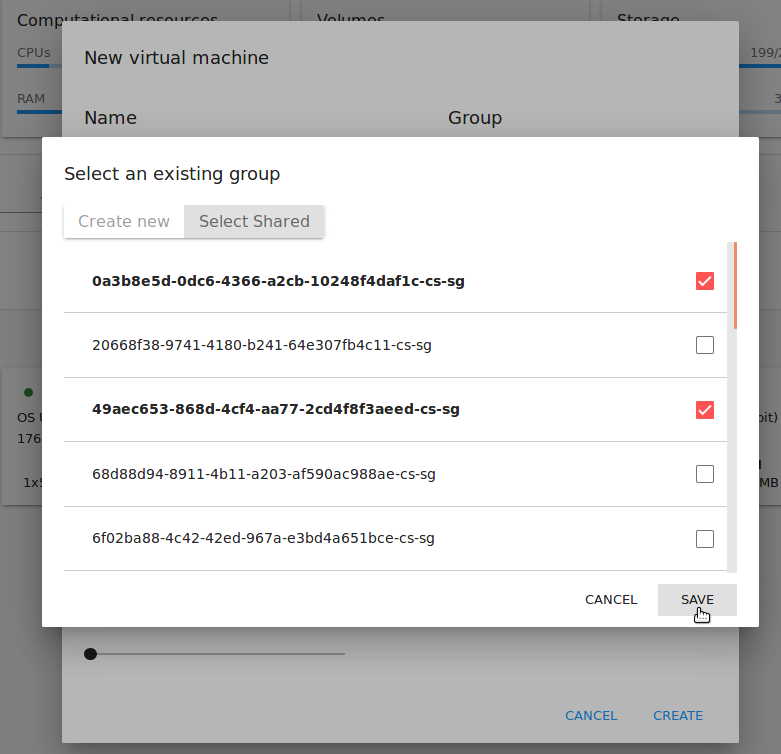 Computational resources
Volumes
Storage
CPUs
199/
RAM
3
New virtual machine
Name
Group
Select an existing group
Create new
Select Shared
0a3b8e5d-0dc6-4366-a2cb-10248f4daf1c-cs-sg
20668f38-9741-4180-b241-64e307fb4c11-cs-sg
49aec653-868d-4cf4-aa77-2cd4f8f3aeed-cs-sg
68d88d94-8911-4b11-a203-af590ac988ae-cs-sg
6f02ba88-4c42-42ed-967a-e3bd4a651bce-cs-sg
OS
bit)
176
MB
CANCEL
SAVE
CANCEL
CREATE